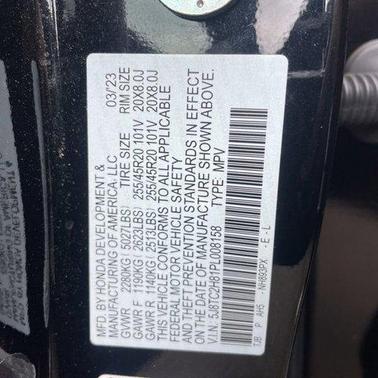 MFD. BY HONDA DEVELOPMENT &
MANUFACTURING OF AMERICA, LLC 03/23
GVWR 2280KG( 5027LBS) TIRE SIZE RIM SIZE
GAWR F 1190KG( 2623LBS) 255/45R20 101V 20X8.0J
GAWR R 1140KG( 2513LBS) 255/45R20 101V 20X8.0J
THIS VEHICLE CONFORMS TO ALL APPLICABLE
FEDERAL MOTOR VEHICLE SAFETY
AND THEFT PREVENTION STANDARDS IN EFFECT
ON THE DATE OF MANUFACTURE SHOWN ABOVE.
V.I.N: 5J8TC2H61PL008158 TYPE: MPV
TJB P AH5 NH893PX - E - L